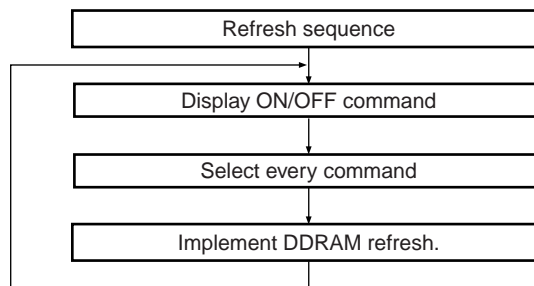 Refresh sequence
Display ON/OFF command
Select every command
Implement DDRAM refresh.